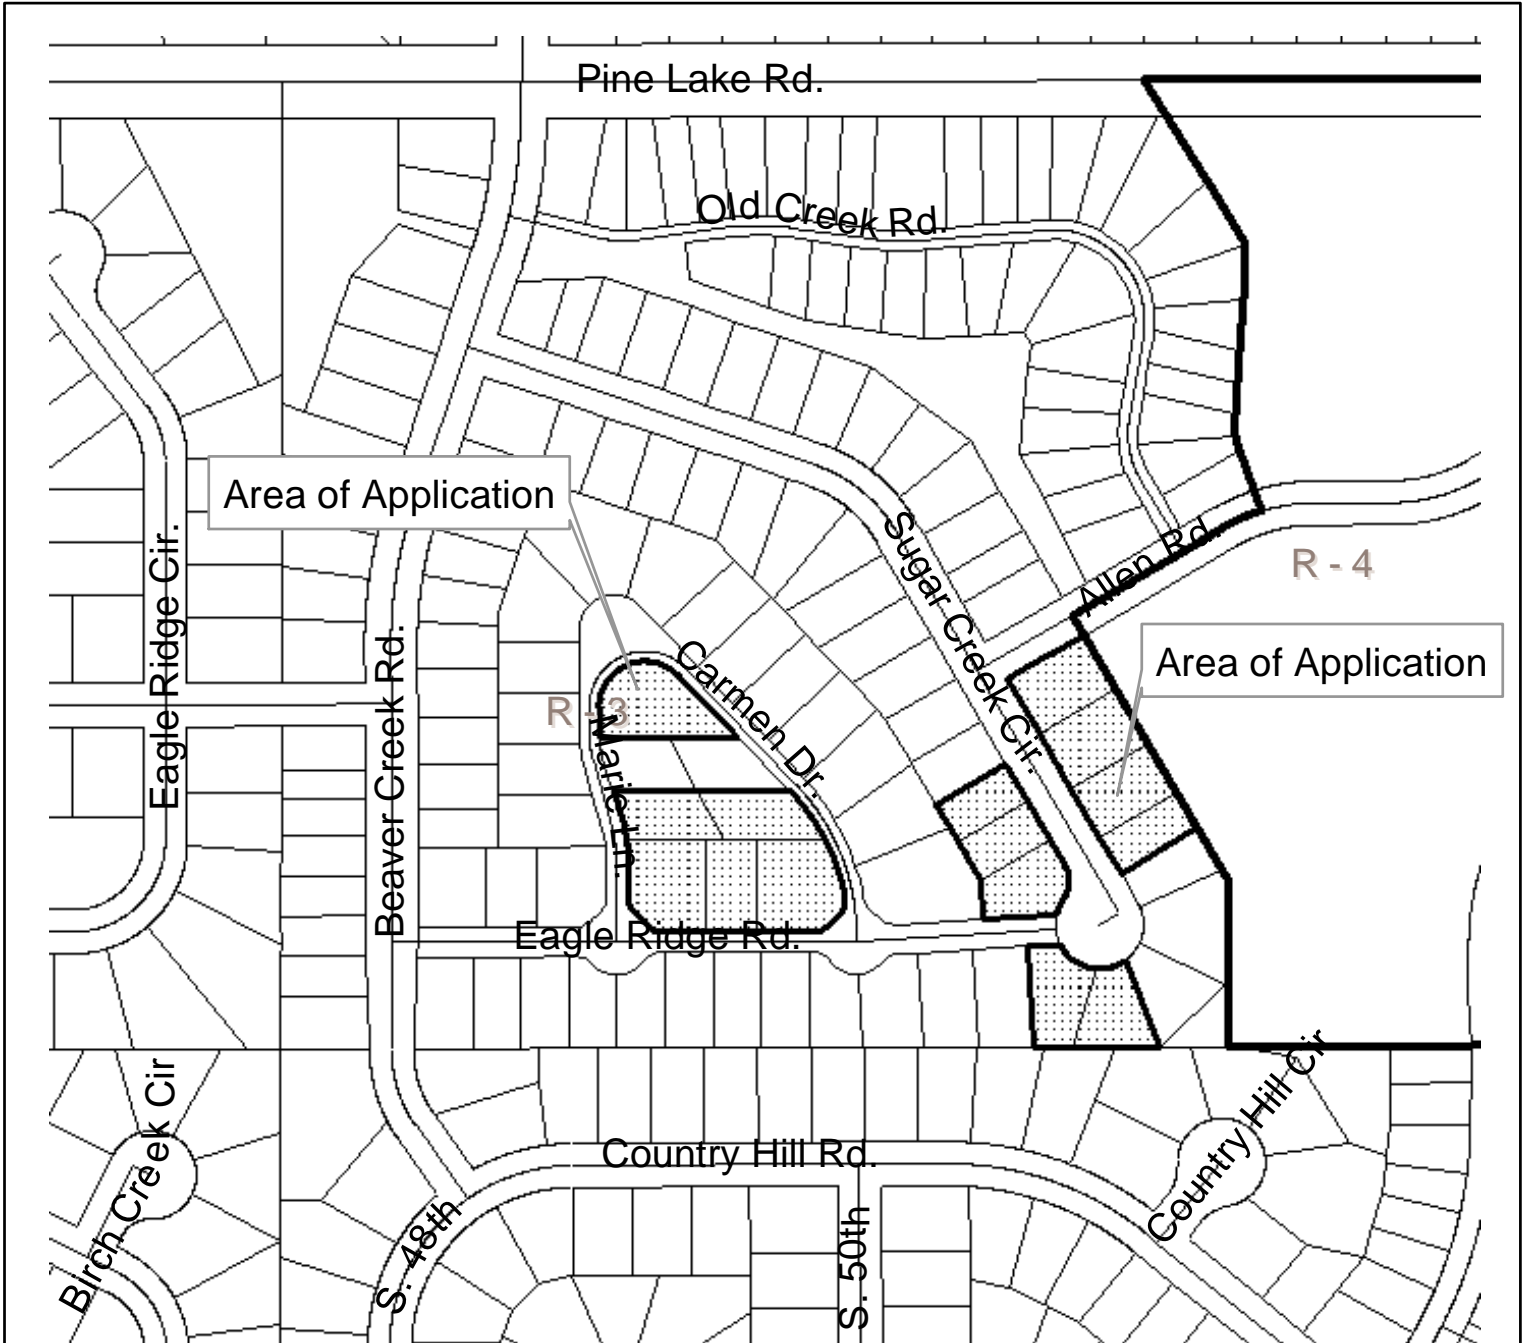 Pine Lake Rd.
Old Creek Rd.
Area of Application
Sugar Creek Cir.
Allen Rd.
R - 4
Eagle Ridge Cir.
Beaver Creek Rd.
Carmen Dr.
Area of Application
R - 3
Marie Ln.
Eagle Ridge Rd.
Country Hill Cir
Birch Creek Cir
Country Hill Rd.
S. 48th
S. 50th